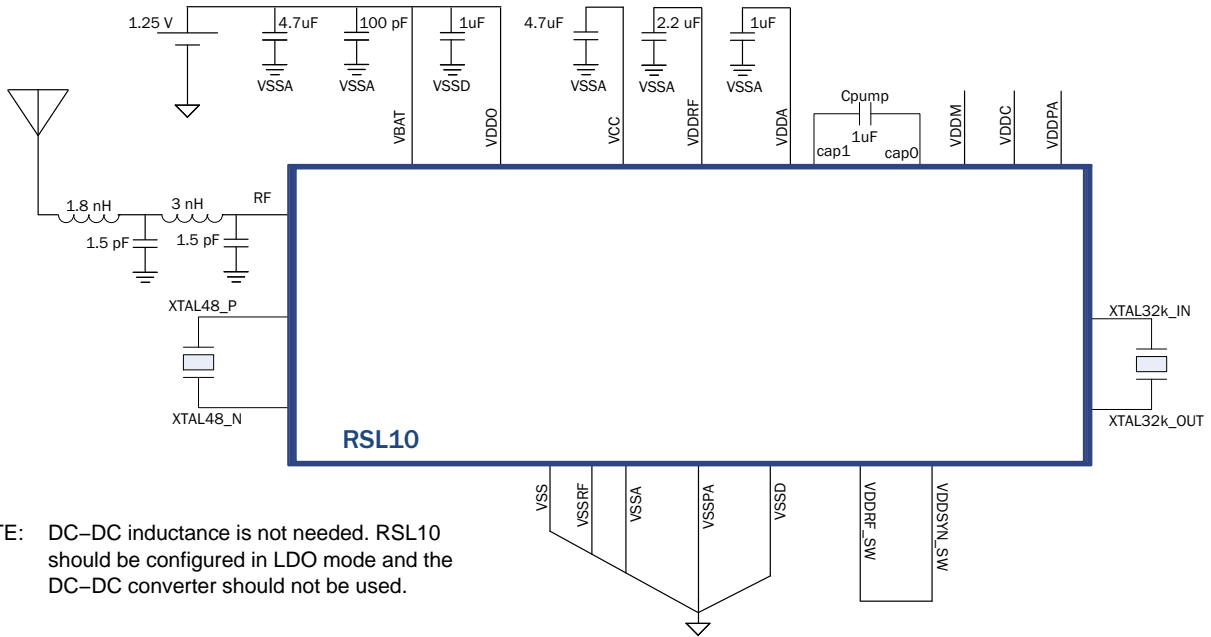 1.25 V
4.7uF
100 pF
1uF
4.7uF
2.2 uF
1uF
VSSA
VSSA
VSSD
VSSA
VSSA
VSSA
VBAT
VDDO
VCC
VDDRF
VDDA
Cpump
1uF
cap1
cap0
VDDM
VDDC
VDDPA
1.8 nH
3 nH
RF
1.5 pF
1.5 pF
XTAL48_P
XTAL48_N
XTAL32k_IN
XTAL32k_OUT
RSL10
VSS
VSSRF
VSSA
VSSPA
VSSD
VDDRF_SW
VDDSYN_SW
TE: DC−DC inductance is not needed. RSL10
should be configured in LDO mode and the
DC−DC converter should not be used.